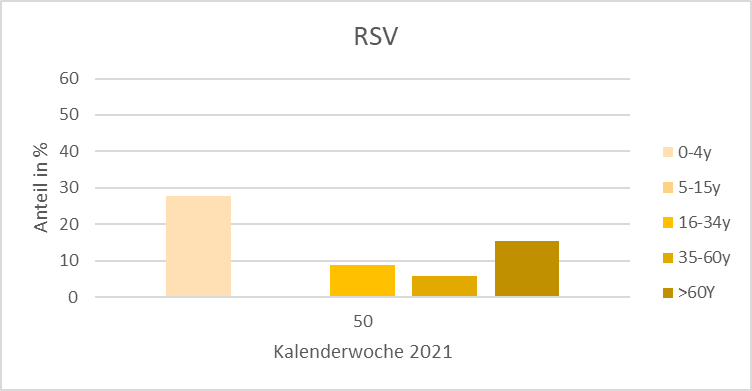 RSV
60
50
40
30
20
10
0
Anteil in %
50
Kalenderwoche 2021
0-4y
5-15y
16-34y
35-60y
>60Y